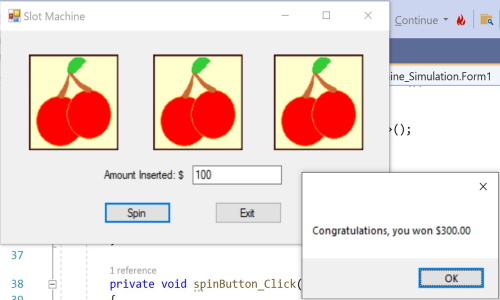 Slot Machine
Continue
ine_Simulation.Form1
>();
Amount Inserted: $ 100
Spin Exit
Congratulations, you won $300.00
OK
37
1 reference
38 private void spinButton_Click(
39 {